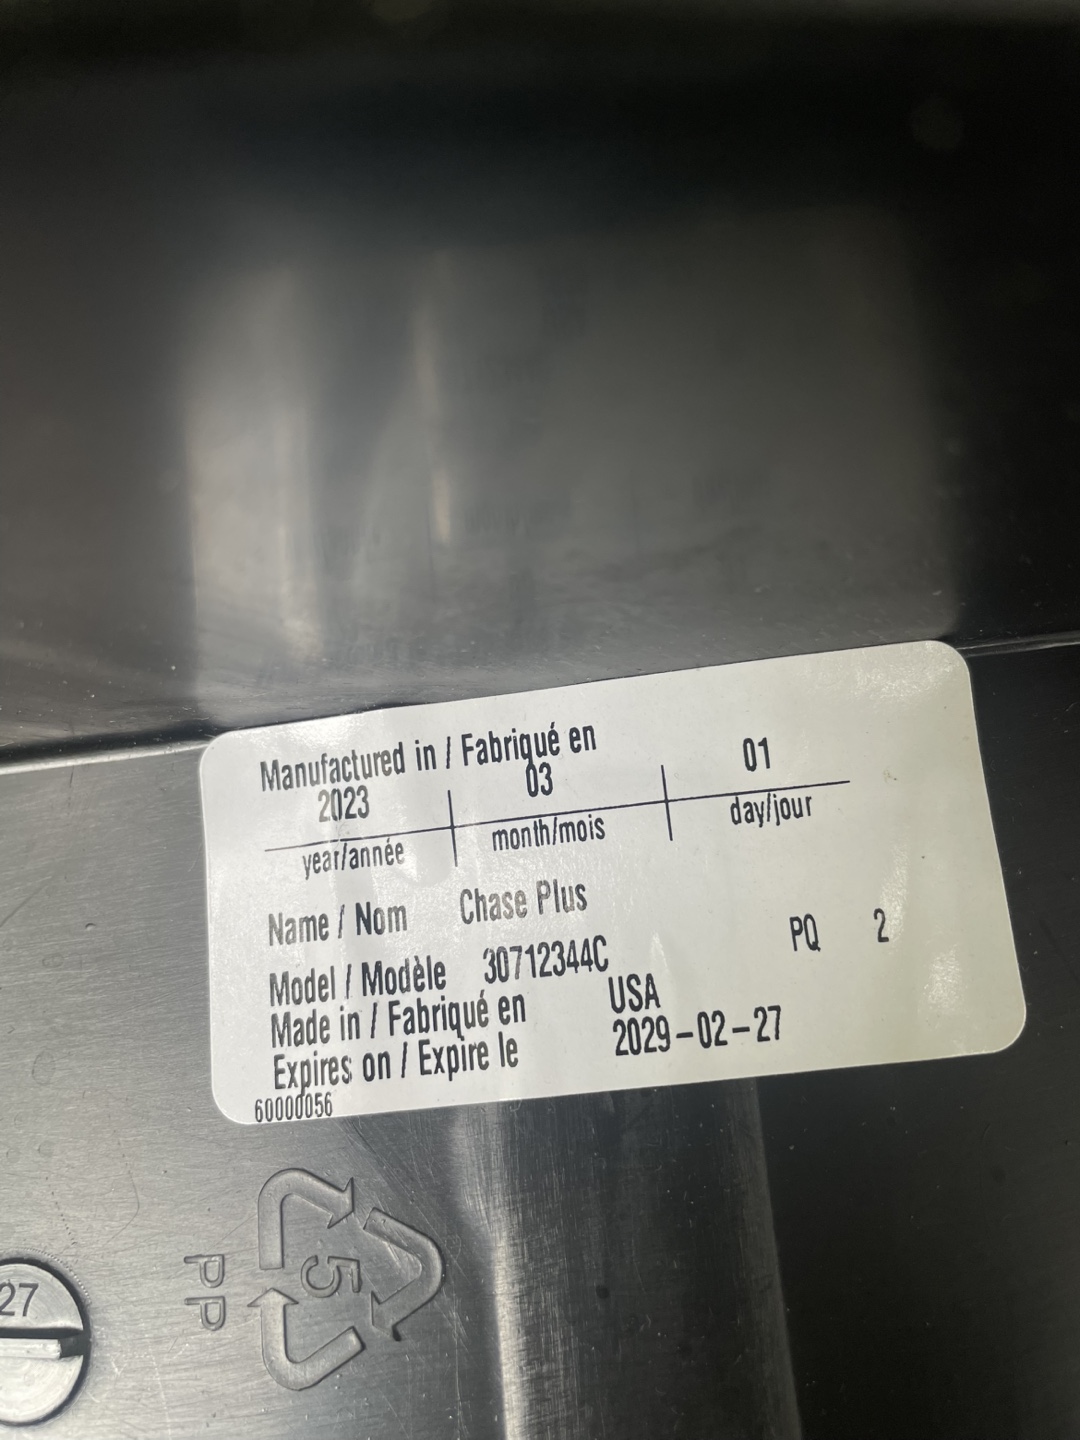 Manufactured in / Fabriqué en
2023 03 01
year/année month/mois day/jour
Name / Nom Chase Plus
PQ 2
Model / Modèle 30712344C
Made in / Fabriqué en USA
Expires on / Expire le 2029-02-27
60000056
5
PP
27